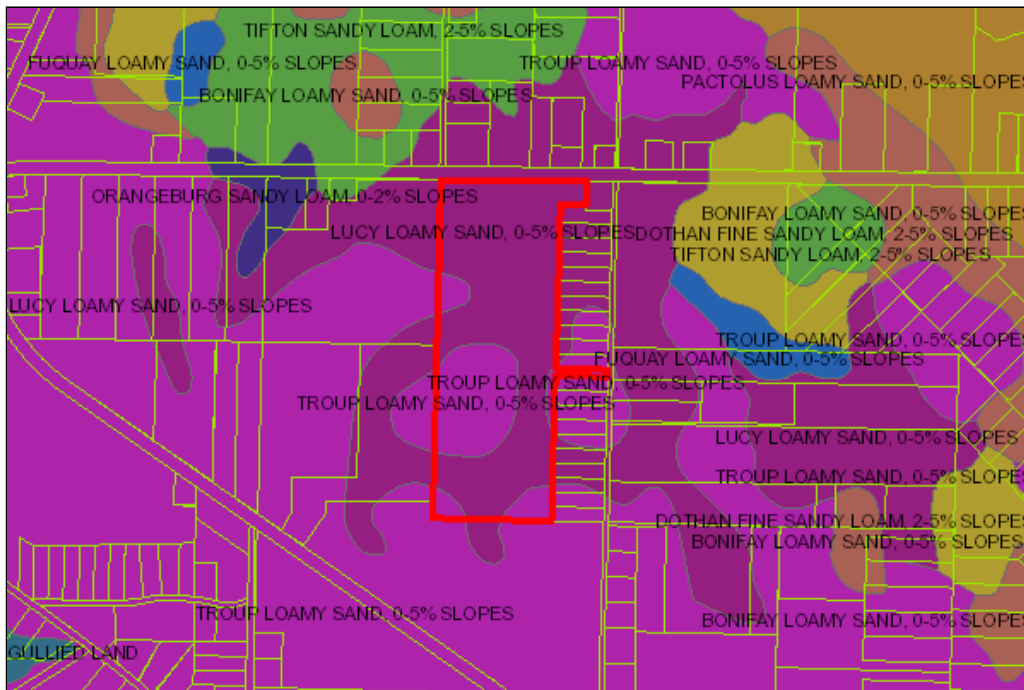 TIFTON SANDY LOAM, 2-5% SLOPES
FUQUAY LOAMY SAND, 0-5% SLOPES
TROUP LOAMY SAND, 0-5% SLOPES
PACTOLUS LOAMY SAND, 0-5% SLOPES
BONIFAY LOAMY SAND, 0-5% SLOPES
ORANGEBURG SANDY LOAM, 0-2% SLOPES
BONIFAY LOAMY SAND, 0-5% SLOPES
LUCY LOAMY SAND, 0-5% SLOPES
DOTHAN FINE SANDY LOAM, 2-5% SLOPES
TIFTON SANDY LOAM, 2-5% SLOPES
LUCY LOAMY SAND, 0-5% SLOPES
TROUP LOAMY SAND, 0-5% SLOPES
FUQUAY LOAMY SAND, 0-5% SLOPES
TROUP LOAMY SAND, 0-5% SLOPES
TROUP LOAMY SAND, 0-5% SLOPES
LUCY LOAMY SAND, 0-5% SLOPES
TROUP LOAMY SAND, 0-5% SLOPES
DOTHAN FINE SANDY LOAM, 2-5% SLOPES
BONIFAY LOAMY SAND, 0-5% SLOPES
TROUP LOAMY SAND, 0-5% SLOPES
BONIFAY LOAMY SAND, 0-5% SLOPES
GULLIED LAND